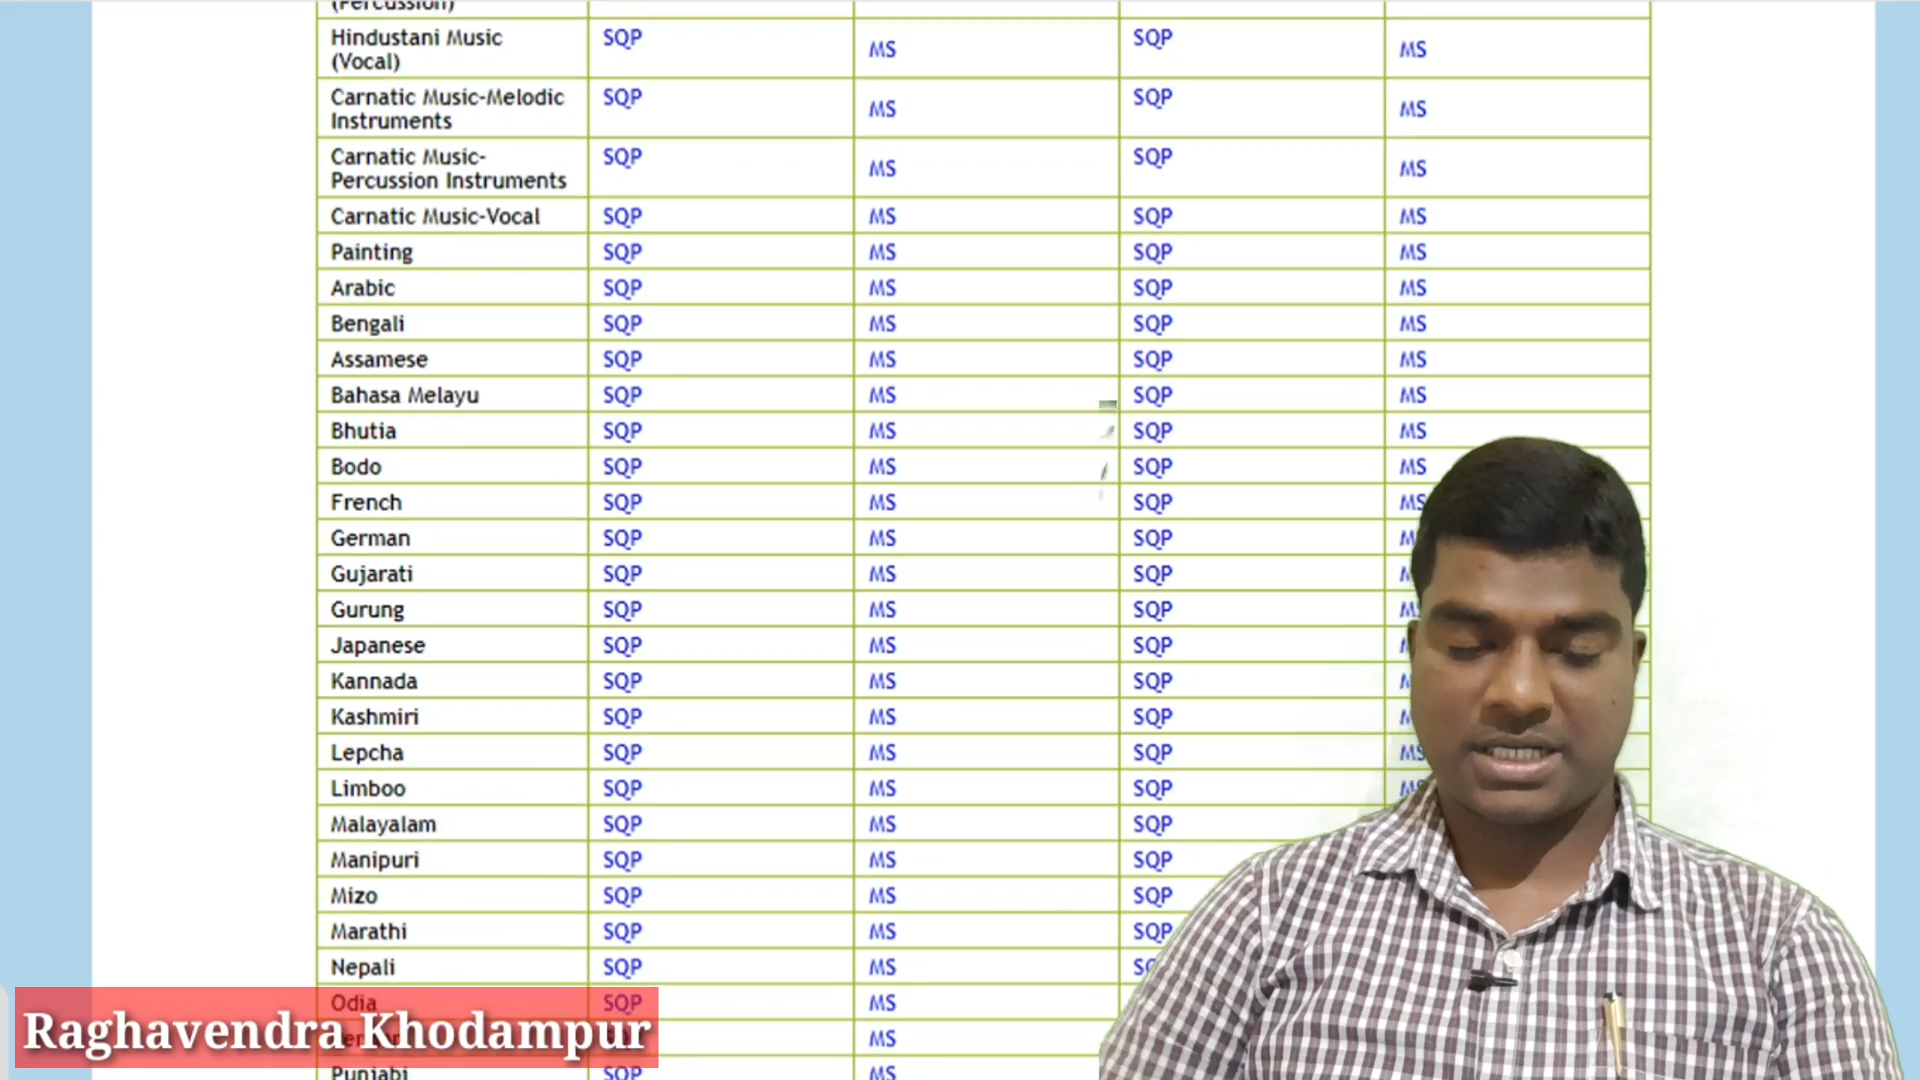 (Percussion)
Hindustani Music SQP MS SQP MS
(Vocal)
Carnatic Music-Melodic SQP MS SQP MS
Instruments
Carnatic Music- SQP MS SQP MS
Percussion Instruments
Carnatic Music-Vocal SQP MS SQP MS
Painting SQP MS SQP MS
Arabic SQP MS SQP MS
Bengali SQP MS SQP MS
Assamese SQP MS SQP MS
Bahasa Melayu SQP MS SQP MS
Bhutia SQP MS SQP MS
Bodo SQP MS SQP MS
French SQP MS SQP MS
German SQP MS SQP
Gujarati SQP MS SQP
Gurung SQP MS SQP MS
Japanese SQP MS SQP
Kannada SQP MS SQP
Kashmiri SQP MS SQP
Lepcha SQP MS SQP MS
Limboo SQP MS SQP MS
Malayalam SQP MS SQP
Manipuri SQP MS SQP
Mizo SQP MS SQP
Marathi SQP MS SQP
Nepali SQP MS
Odia SQP MS
MS
Punjabi SQP MS
Raghavendra Khodampur